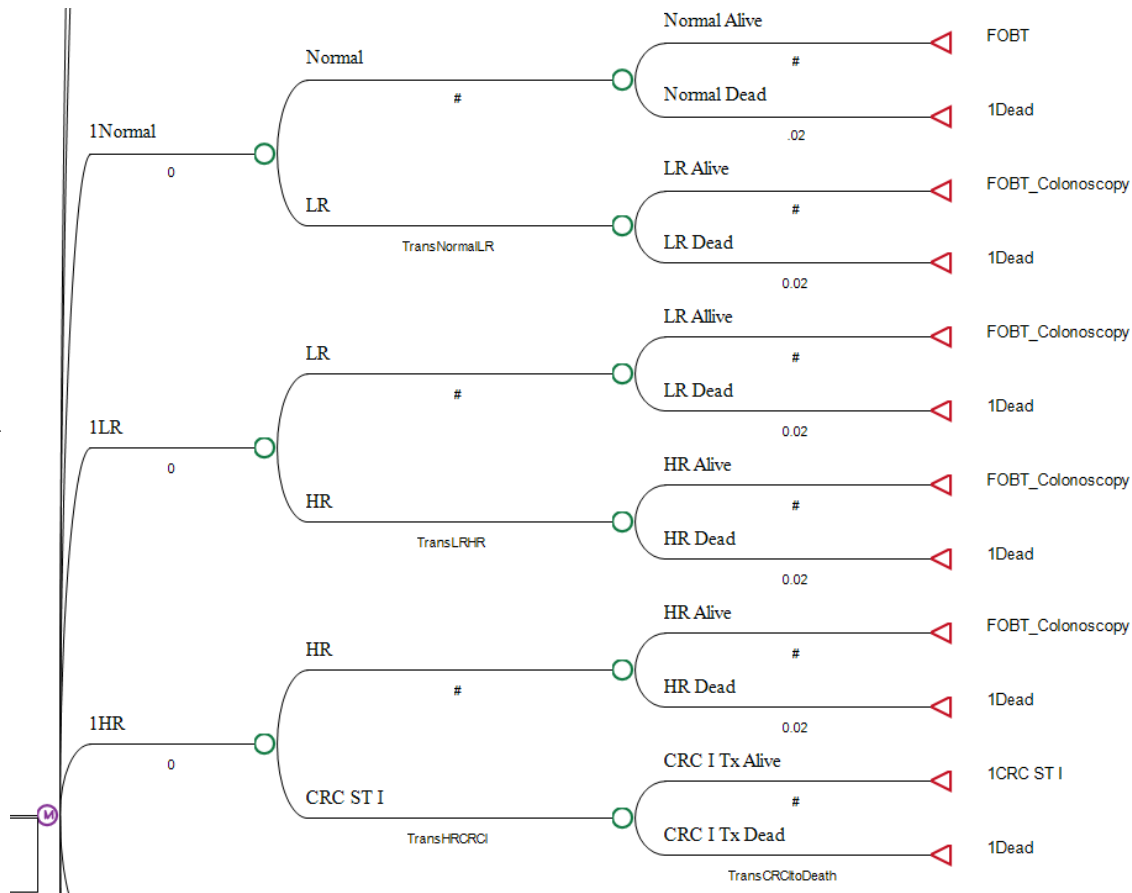 Normal Alive
FOBT
#
Normal
#
Normal Dead
1Dead
.02
1Normal
0
LR Alive
FOBT_Colonoscopy
#
LR
TransNormalLR
LR Dead
1Dead
0.02
LR Allive
FOBT_Colonoscopy
#
LR
#
LR Dead
1Dead
0.02
1LR
0
HR Alive
FOBT_Colonoscopy
#
HR
TransLRHR
HR Dead
1Dead
0.02
HR Alive
FOBT_Colonoscopy
#
HR
#
HR Dead
1Dead
0.02
1HR
0
CRC I Tx Alive
1CRC ST I
#
CRC ST I
TransHRCRCI
CRC I Tx Dead
1Dead
TransCRCItoDeath
M